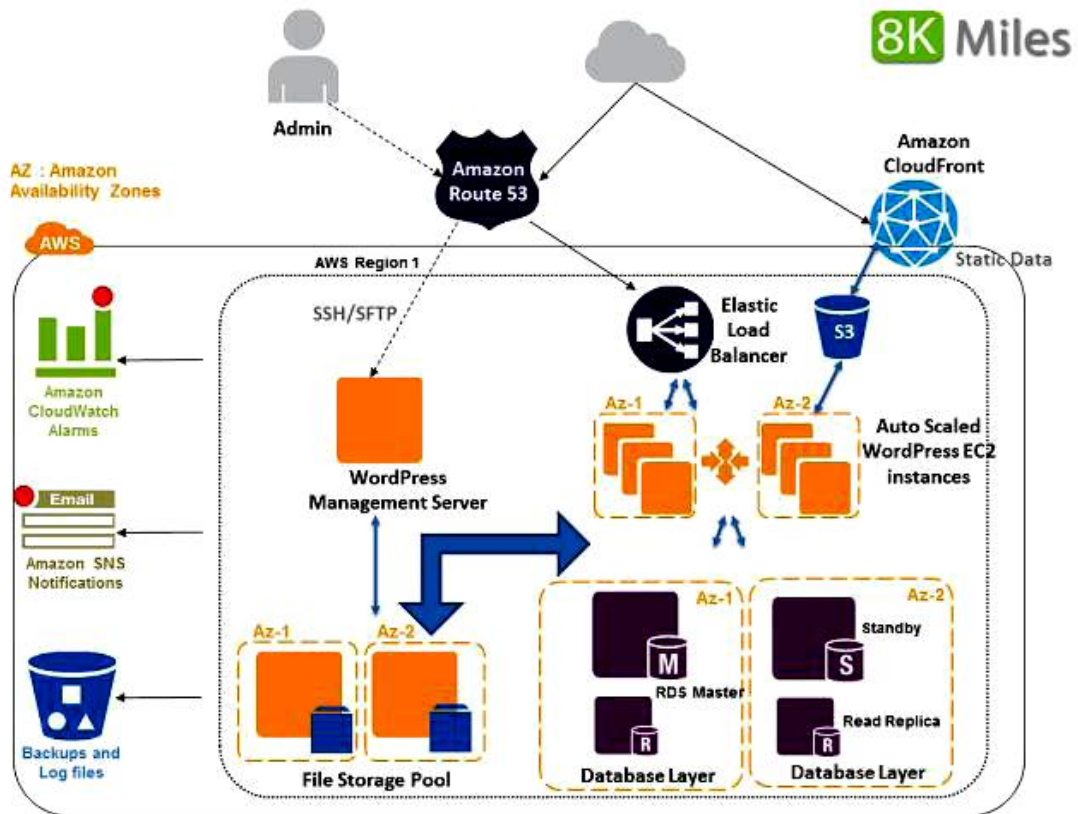 8K Miles
Admin
Amazon
Route 53
Amazon
CloudFront
AZ : Amazon
Availability Zones
AWS
AWS Region 1
Static Data
SSH/SFTP
Elastic
Load
Balancer
S3
Amazon
CloudWatch
Alarms
Az-1
Az-2
Auto Scaled
WordPress EC2
instances
WordPress
Management Server
Email
Amazon SNS
Notifications
Az-1
Az-2
Az-1
Az-2
M
RDS Master
S
Standby
R
R
Read Replica
Backups and
Log files
File Storage Pool
Database Layer
Database Layer